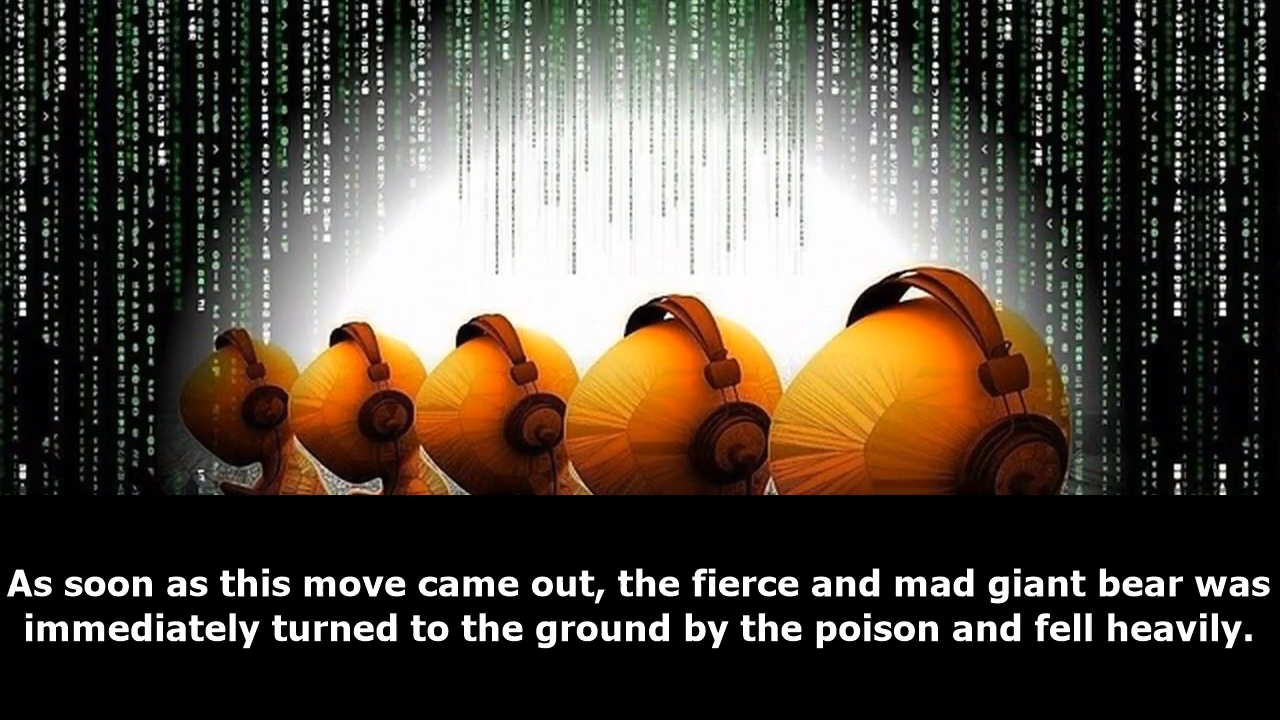 As soon as this move came out, the fierce and mad giant bear was
immediately turned to the ground by the poison and fell heavily.